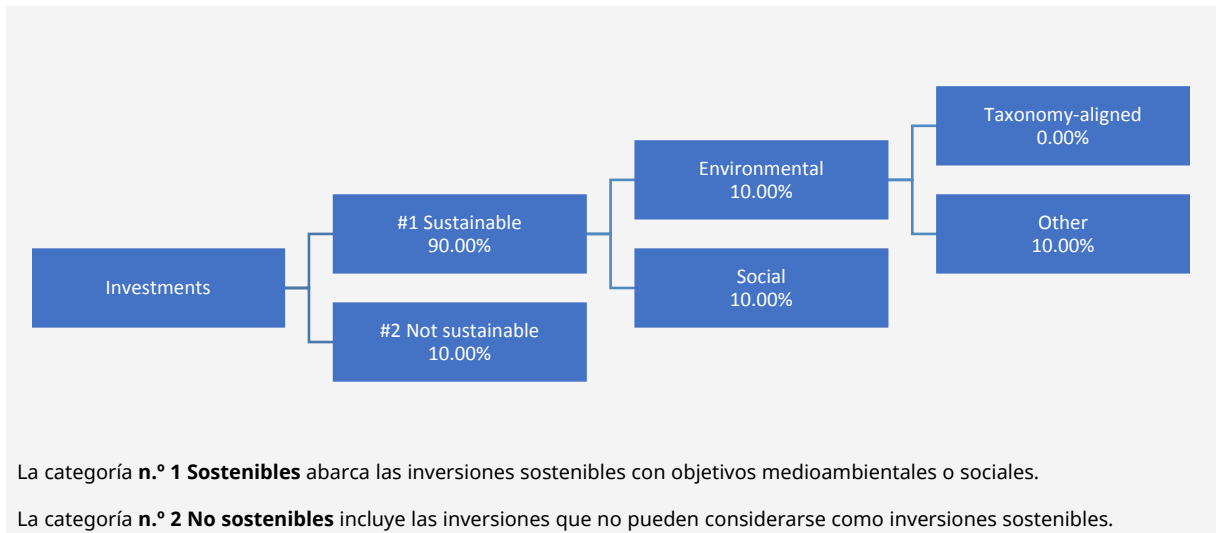 Investments
#1 Sustainable
90.00%
#2 Not sustainable
10.00%
Environmental
10.00%
Social
10.00%
Taxonomy-aligned
0.00%
Other
10.00%
La categoría n.º 1 Sostenibles abarca las inversiones sostenibles con objetivos medioambientales o sociales.
La categoría n.º 2 No sostenibles incluye las inversiones que no pueden considerarse como inversiones sostenibles.